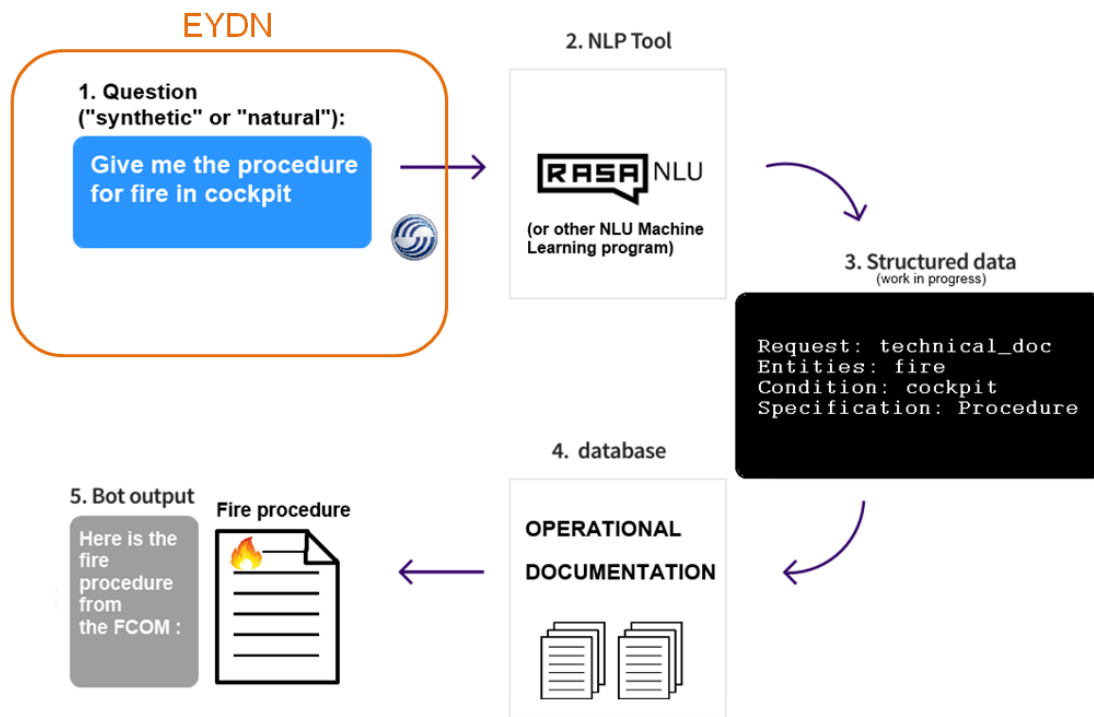 EYDN
1. Question
("synthetic" or "natural"):
Give me the procedure
for fire in cockpit
2. NLP Tool
RASA NLU
(or other NLU Machine
Learning program)
3. Structured data
(work in progress)
Request: technical_doc
Entities: fire
Condition: cockpit
Specification: Procedure
4. database
OPERATIONAL
DOCUMENTATION
5. Bot output
Here is the
fire
procedure
from
the FCOM :
Fire procedure